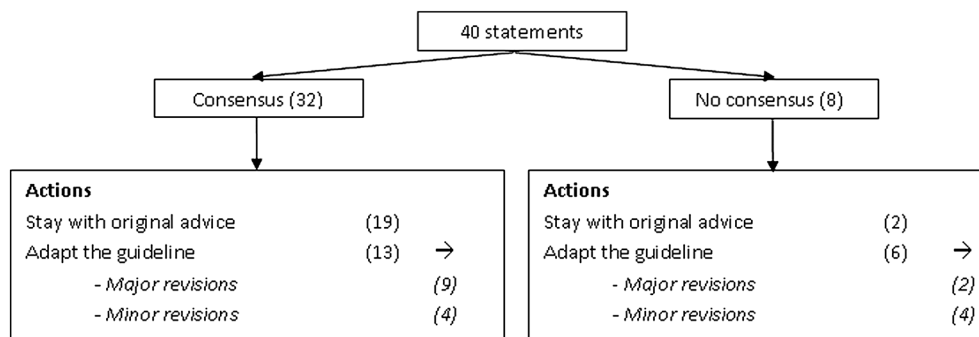 40 statements
Consensus (32)
No consensus (8)
Actions
Stay with original advice (19)
Adapt the guideline (13) →
- Major revisions (9)
- Minor revisions (4)
Actions
Stay with original advice (2)
Adapt the guideline (6) →
- Major revisions (2)
- Minor revisions (4)